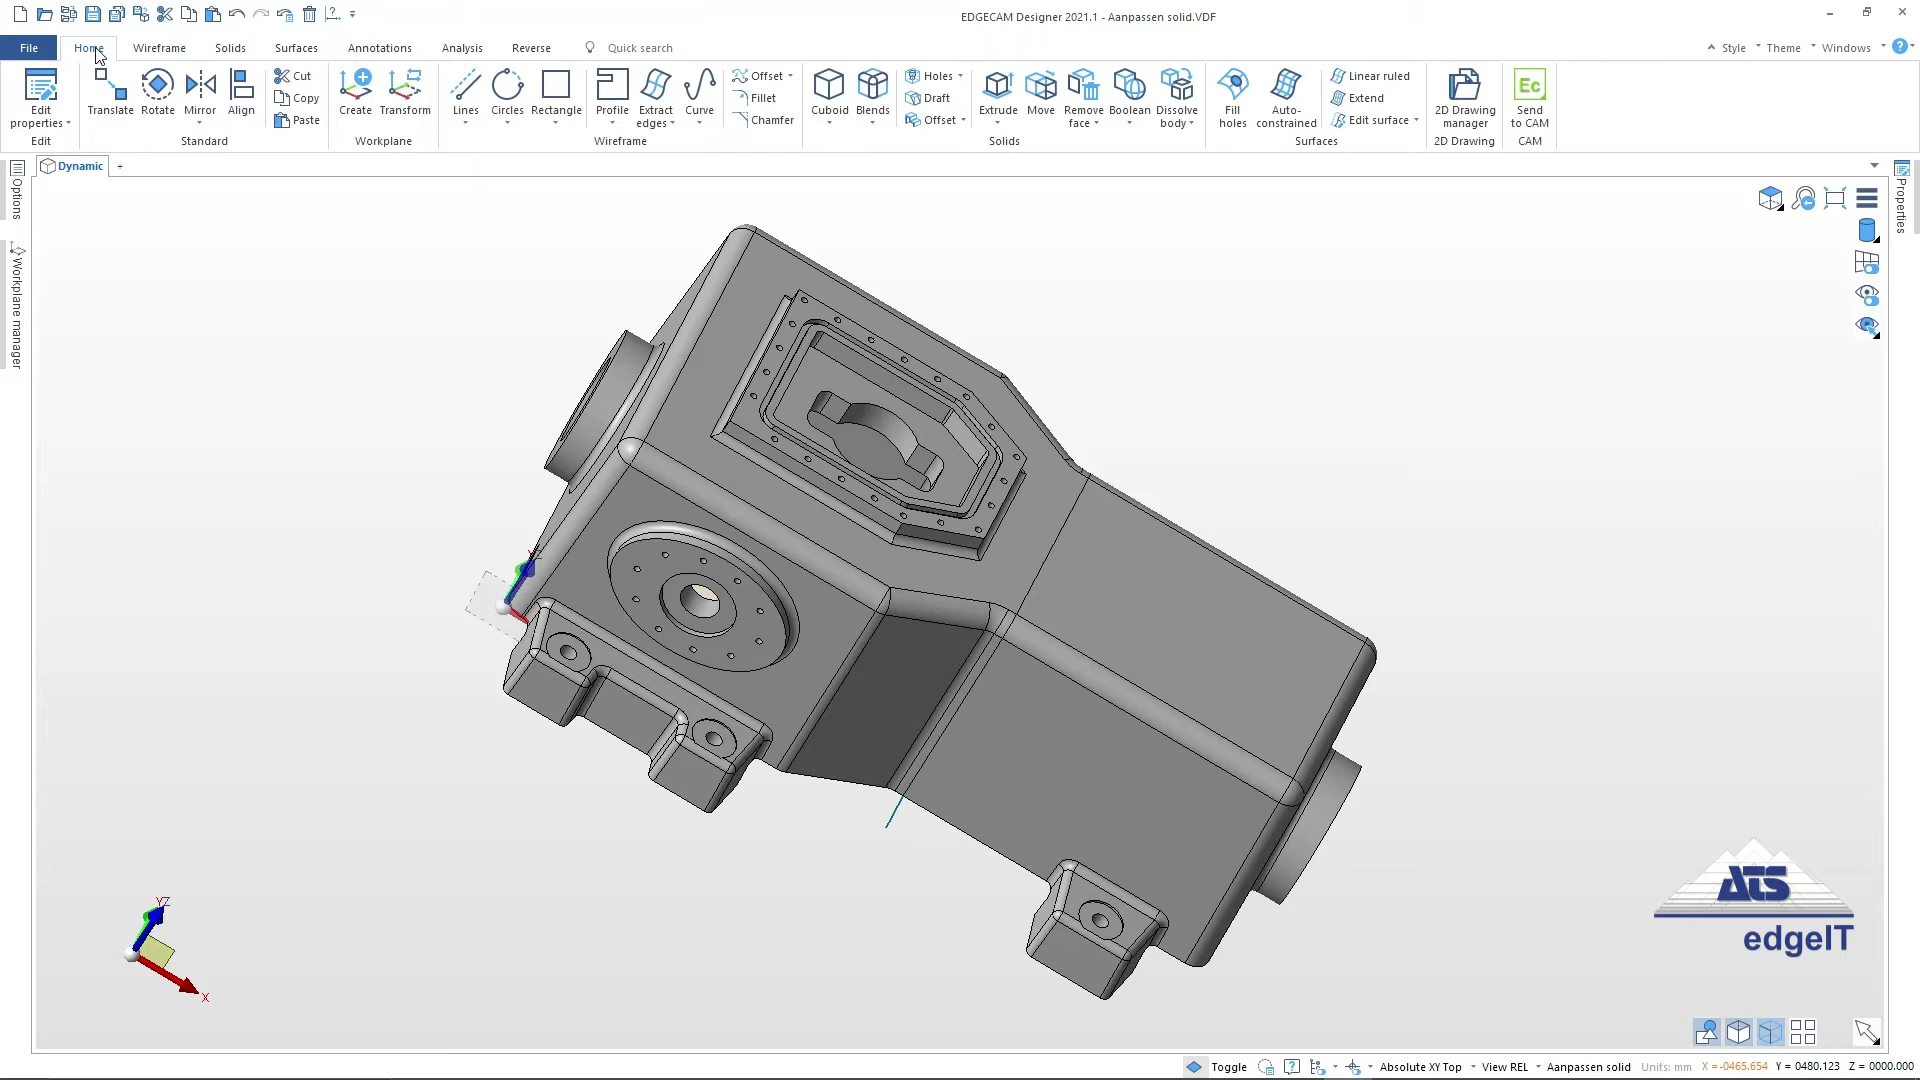 EDGECAM Designer 2021.1 - Aanpassen solid.VDF
File Home Wireframe Solids Surfaces Annotations Analysis Reverse Quick search Style Theme Windows
Edit properties Translate Rotate Mirror Align Cut Copy Paste Create Transform Lines Circles Rectangle Profile Extract edges Curve Offset Fillet Chamfer Cuboid Blends Holes Draft Offset Extrude Move Remove face Boolean Dissolve body Fill holes Auto-constrained Linear ruled Extend Edit surface 2D Drawing manager Ec Send to CAM
Edit Standard Workplane Wireframe Solids Surfaces 2D Drawing CAM
Dynamic +
Options
Workplane manager
Properties
YZ
X
ATS
edgeIT
Toggle Absolute XY Top View REL Aanpassen solid Units: mm X =-0465.654 Y = 0480.123 Z = 0000.000